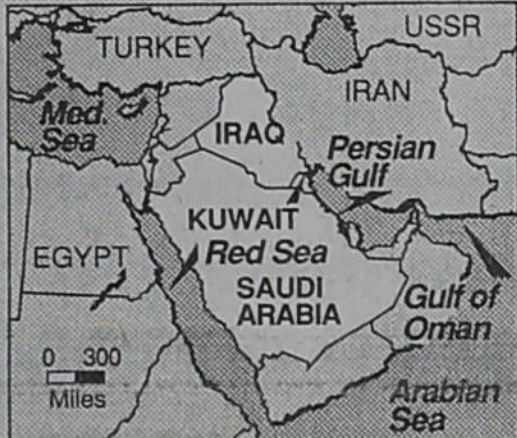 USSR
TURKEY
IRAN
Med.
Sea
IRAQ
Persian
Gulf
KUWAIT
Red Sea
EGYPT
SAUDI
ARABIA
Gulf of
Oman
0 300
Miles
Arabian
Sea